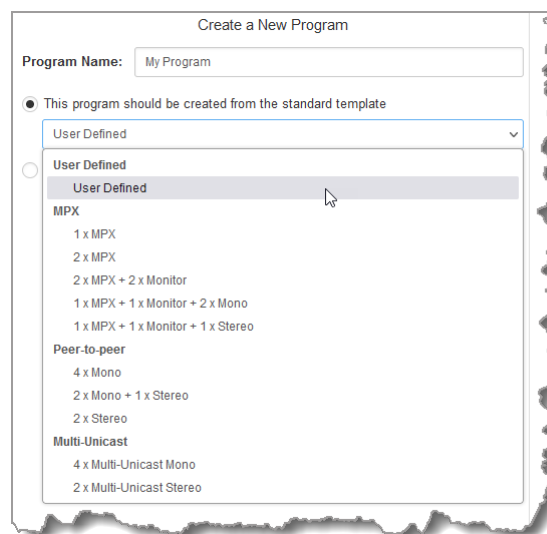 Create a New Program
Program Name: My Program
This program should be created from the standard template
User Defined
User Defined
User Defined
MPX
1 x MPX
2 x MPX
2 x MPX + 2 x Monitor
1 x MPX + 1 x Monitor + 2 x Mono
1 x MPX + 1 x Monitor + 1 x Stereo
Peer-to-peer
4 x Mono
2 x Mono + 1 x Stereo
2 x Stereo
Multi-Unicast
4 x Multi-Unicast Mono
2 x Multi-Unicast Stereo